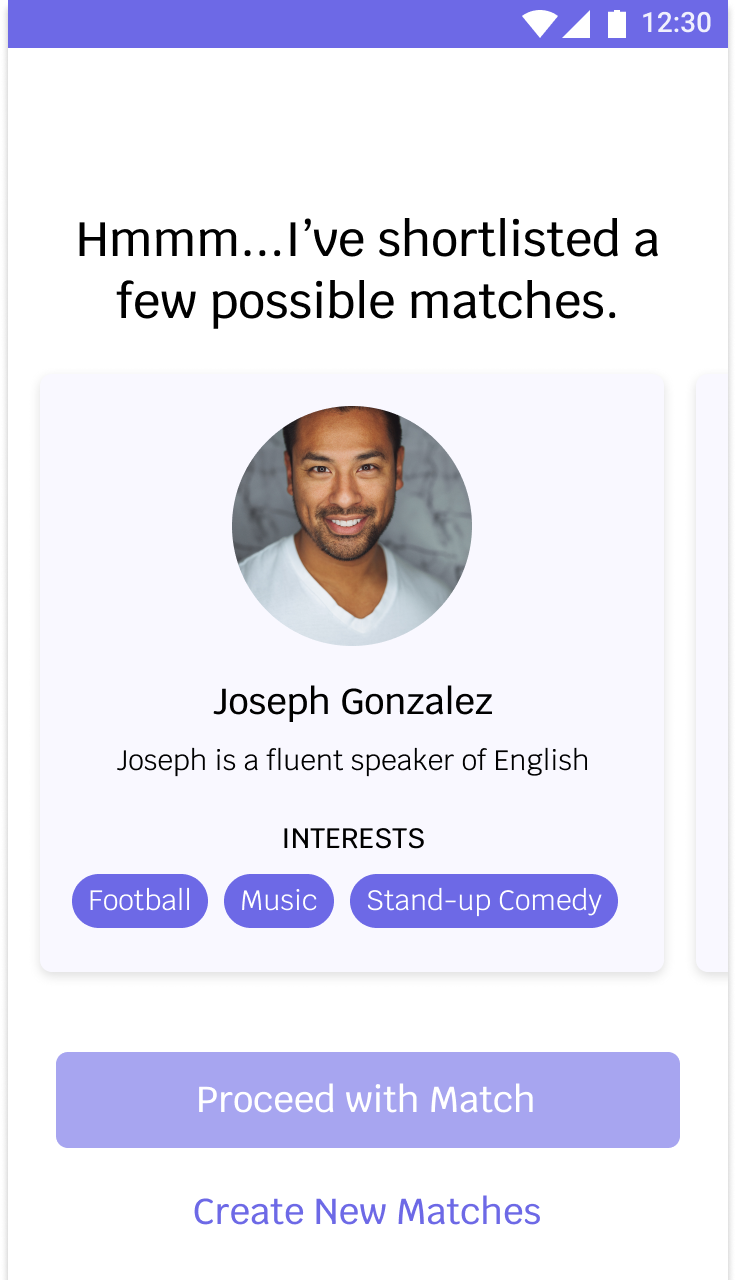 12:30
Hmmm...I’ve shortlisted a
few possible matches.
Joseph Gonzalez
Joseph is a fluent speaker of English
INTERESTS
Football Music Stand-up Comedy
Proceed with Match
Create New Matches